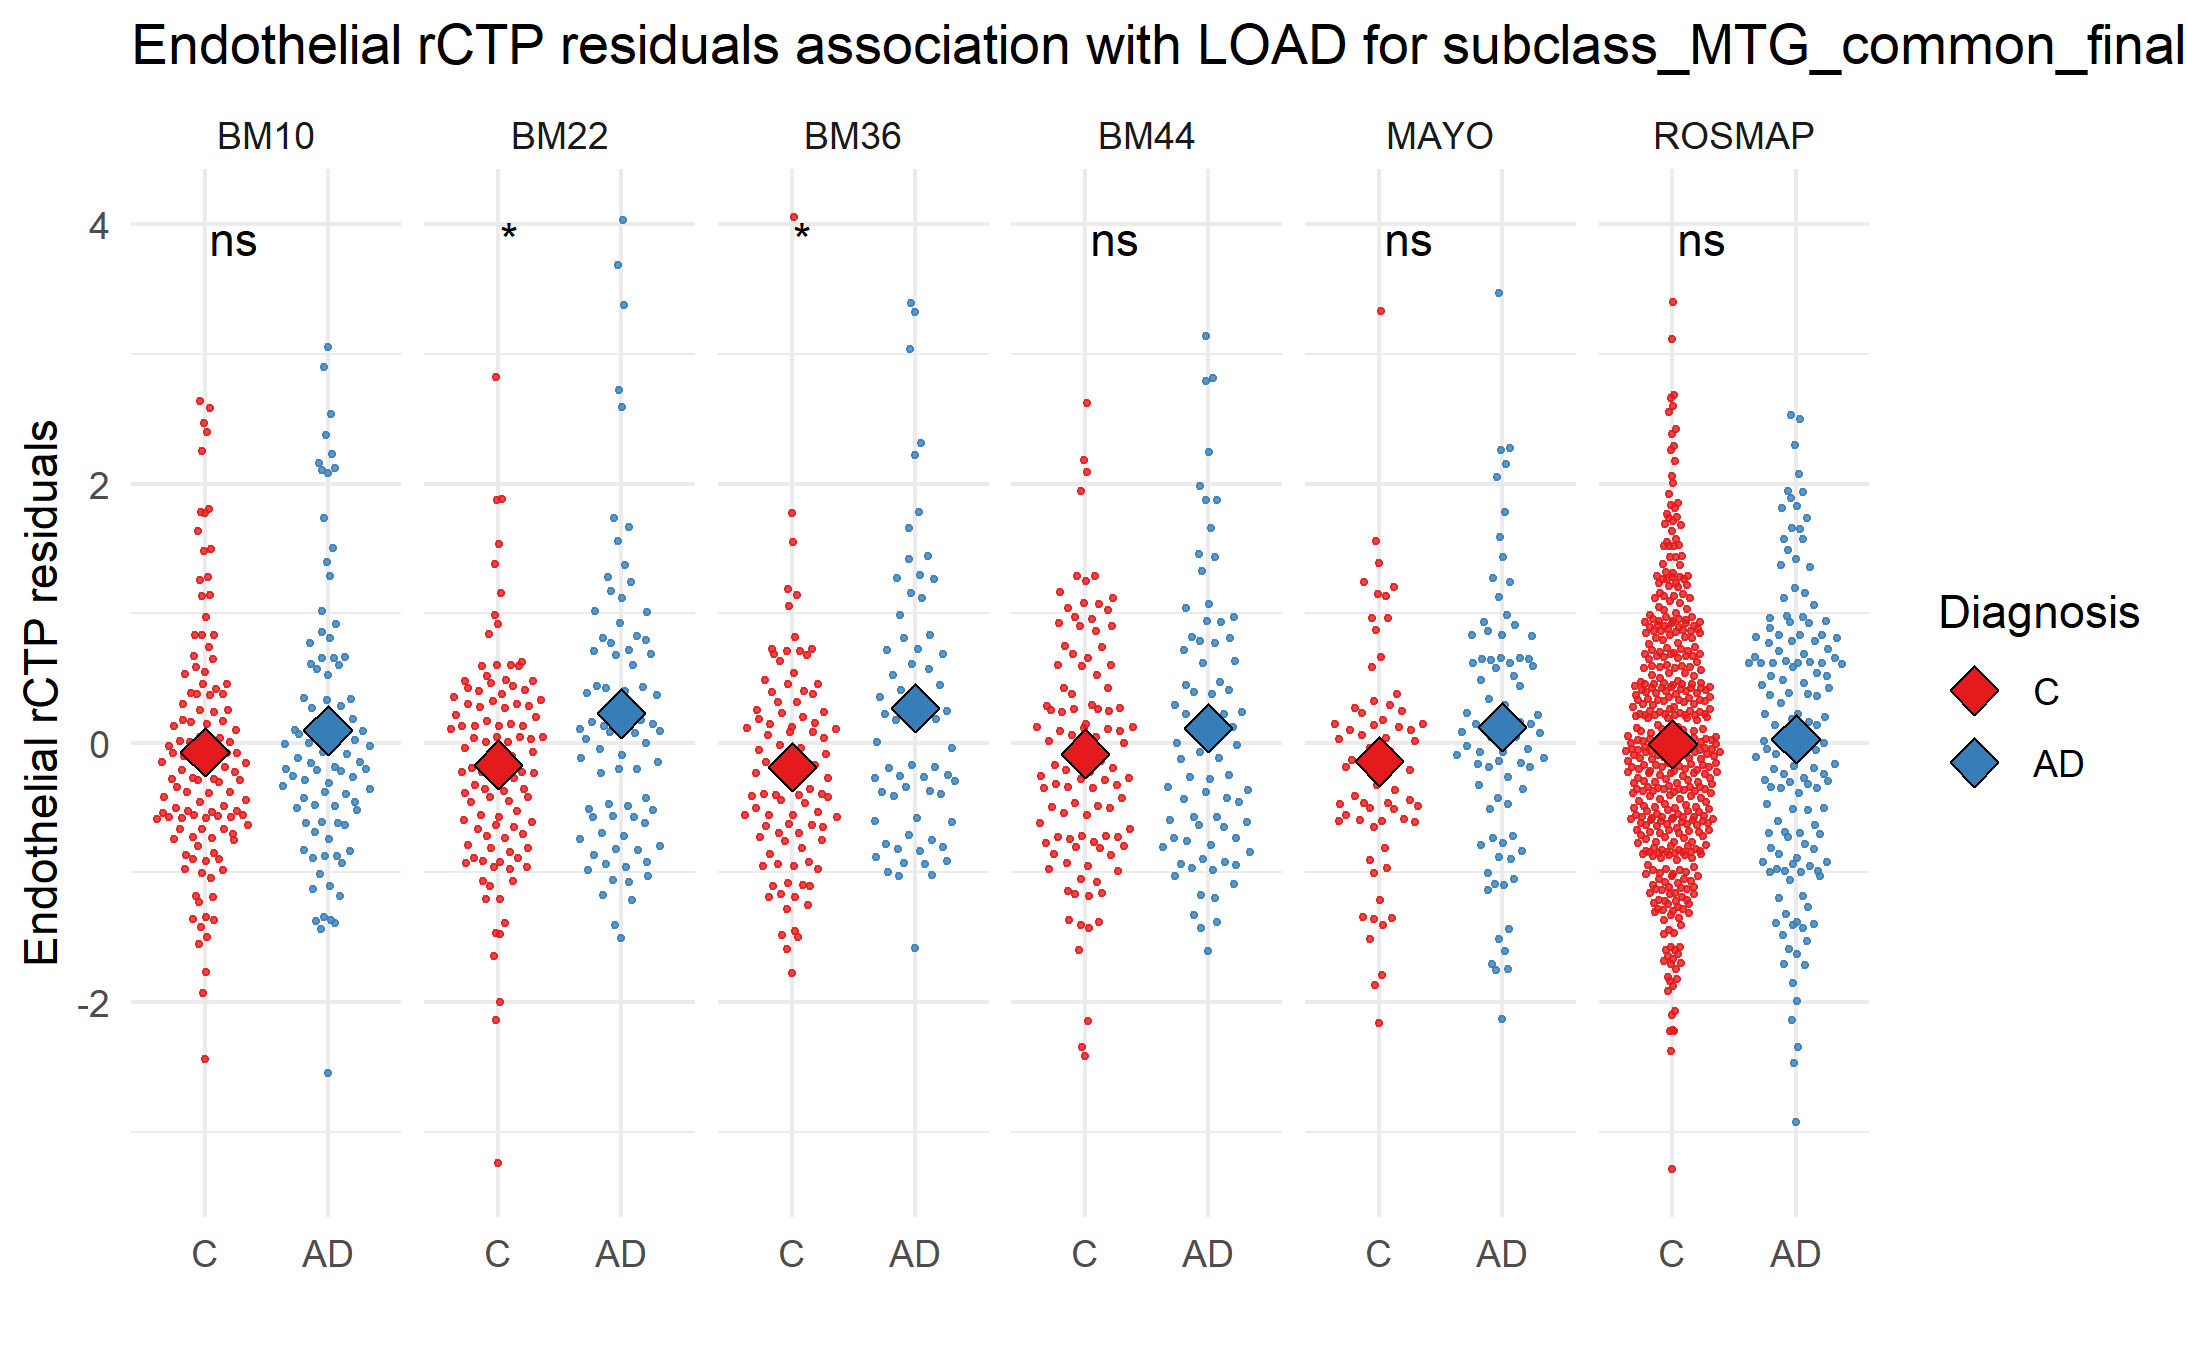 Endothelial rCTP residuals association with LOAD for subclass_MTG_common_final
BM10 BM22 BM36 BM44 MAYO ROSMAP
ns * * ns ns ns
4
2
0
-2
Endothelial rCTP residuals
C AD C AD C AD C AD C AD C AD
Diagnosis
C
AD